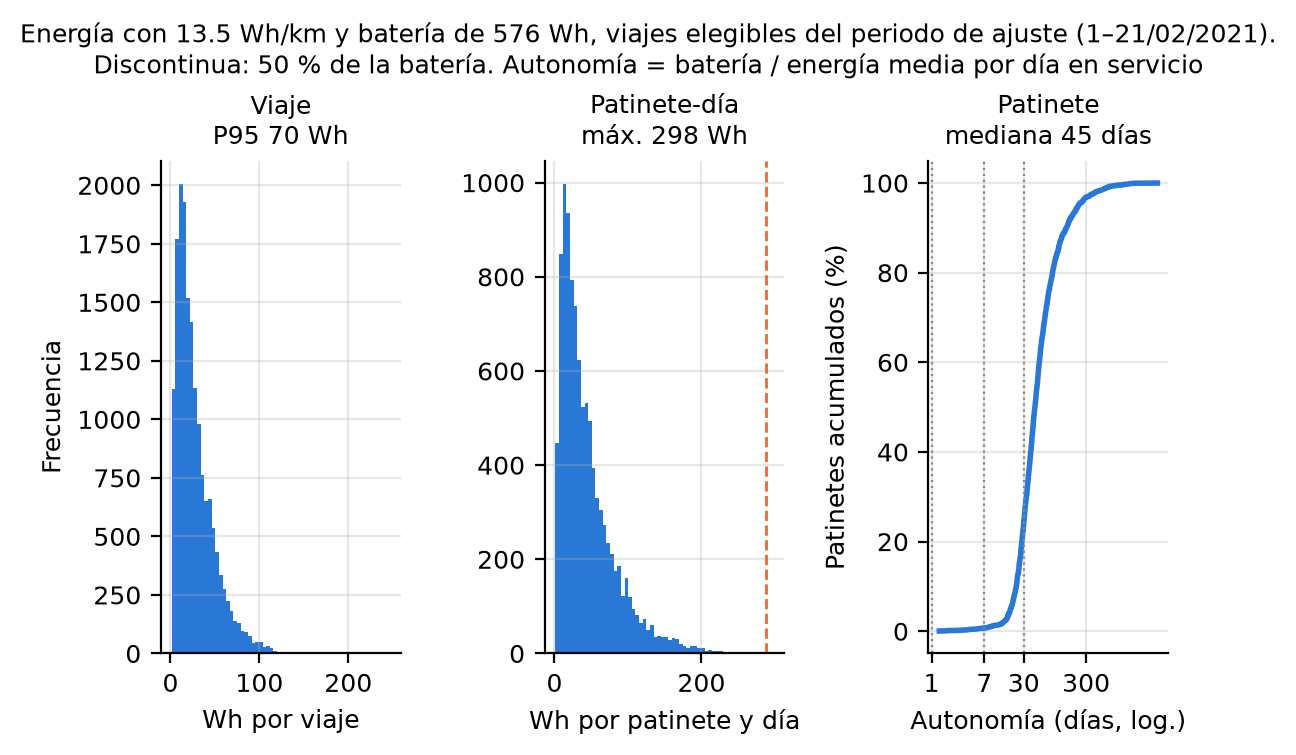 Energía con 13.5 Wh/km y batería de 576 Wh, viajes elegibles del periodo de ajuste (1–21/02/2021).
Discontinua: 50 % de la batería. Autonomía = batería / energía media por día en servicio
Viaje
P95 70 Wh
Frecuencia
2000
1750
1500
1250
1000
750
500
250
0
0 100 200
Wh por viaje
Patinete-día
máx. 298 Wh
1000
800
600
400
200
0
0 200
Wh por patinete y día
Patinete
mediana 45 días
Patinetes acumulados (%)
100
80
60
40
20
0
1 7 30 300
Autonomía (días, log.)